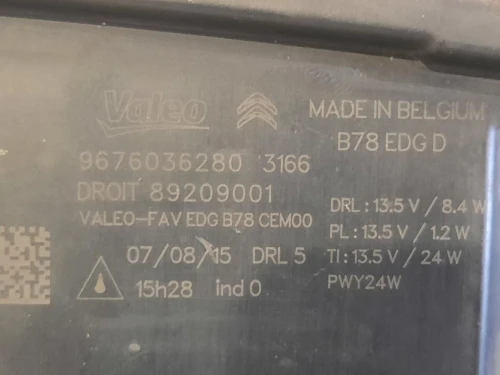 Valeo
MADE IN BELGIUM
B78 EDG D
9676036280 3166
DROIT 89209001
VALEO-FAV EDG B78 CEM00
DRL : 13.5 V / 8.4 W
PL : 13.5 V / 1.2 W
TI : 13.5 V / 24 W
PWY24W
07/08/15 DRL 5
15h28 ind 0